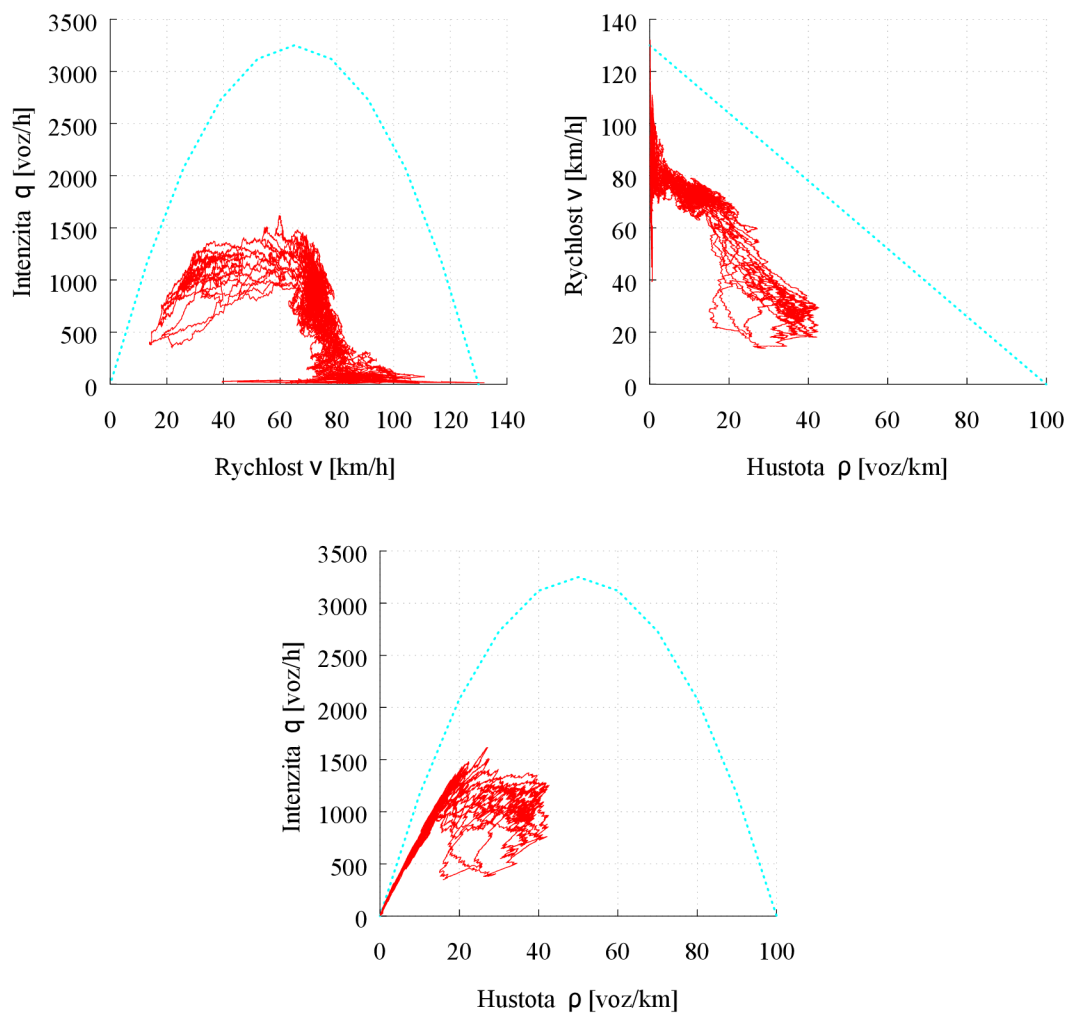 3500
3000
2500
2000
1500
1000
500
0
Intenzita q [voz/h]
0 20 40 60 80 100 120 140
Rychlost v [km/h]
140
120
100
80
60
40
20
0
Rychlost v [km/h]
0 20 40 60 80 100
Hustota ρ [voz/km]
3500
3000
2500
2000
1500
1000
500
0
Intenzita q [voz/h]
0 20 40 60 80 100
Hustota ρ [voz/km]